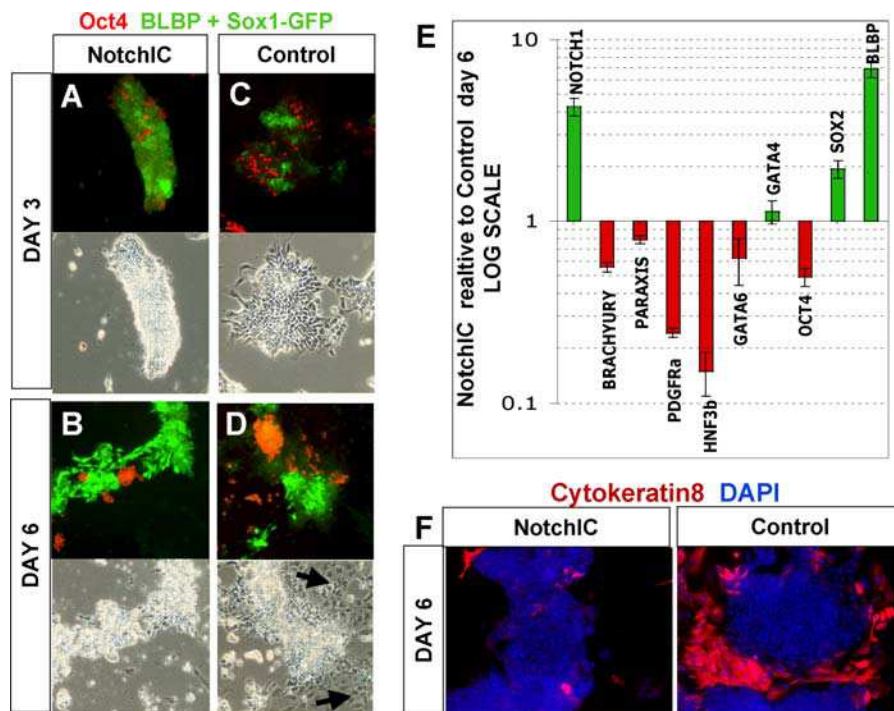 Oct4 BLBP + Sox1-GFP
NotchIC Control
A C
DAY 3
B D
DAY 6
E
NotchIC realtive to Control day 6
LOG SCALE
10
1
0.1
NOTCH1
BRACHYURY
PARAXIS
PDGFRa
HNF3b
GATA6
GATA4
OCT4
SOX2
BLBP
Cytokeratin8 DAPI
F NotchIC Control
DAY 6